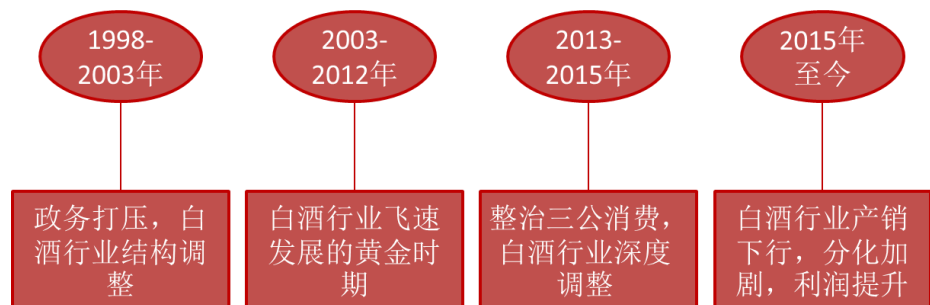 1998-
2003年
2003-
2012年
2013-
2015年
2015年
至今
政务打压，白
酒行业结构调
整
白酒行业飞速
发展的黄金时
期
整治三公消费，
白酒行业深度
调整
白酒行业产销
下行，分化加
剧，利润提升